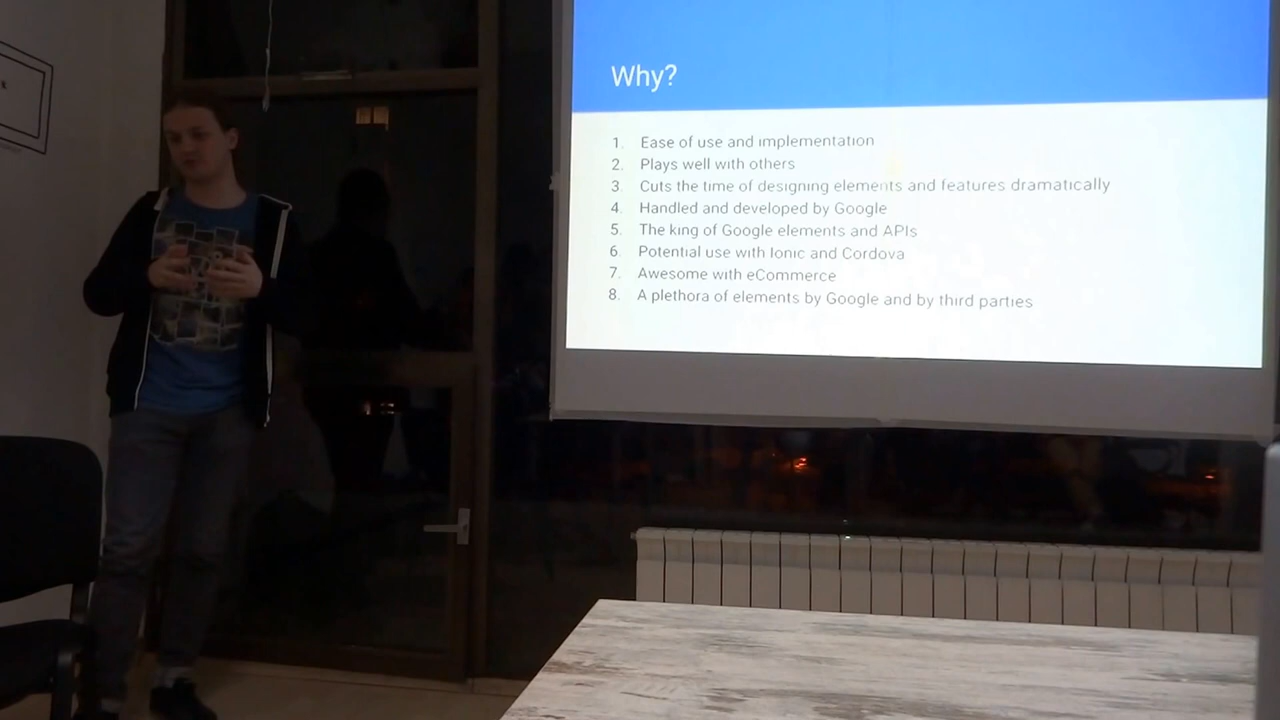 Why?
1. Ease of use and implementation
2. Plays well with others
3. Cuts the time of designing elements and features dramatically
4. Handled and developed by Google
5. The king of Google elements and APIs
6. Potential use with Ionic and Cordova
7. Awesome with eCommerce
8. A plethora of elements by Google and by third parties